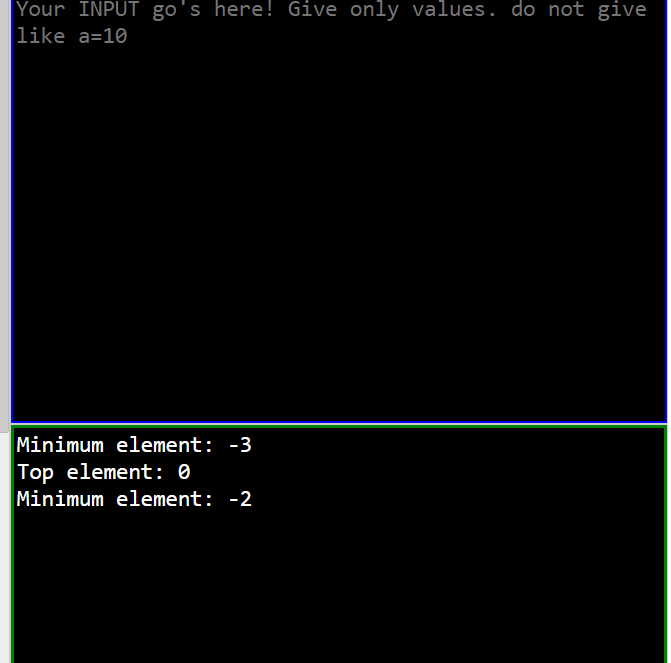 Your INPUT go's here! Give only values. do not give
like a=10
Minimum element: -3
Top element: 0
Minimum element: -2